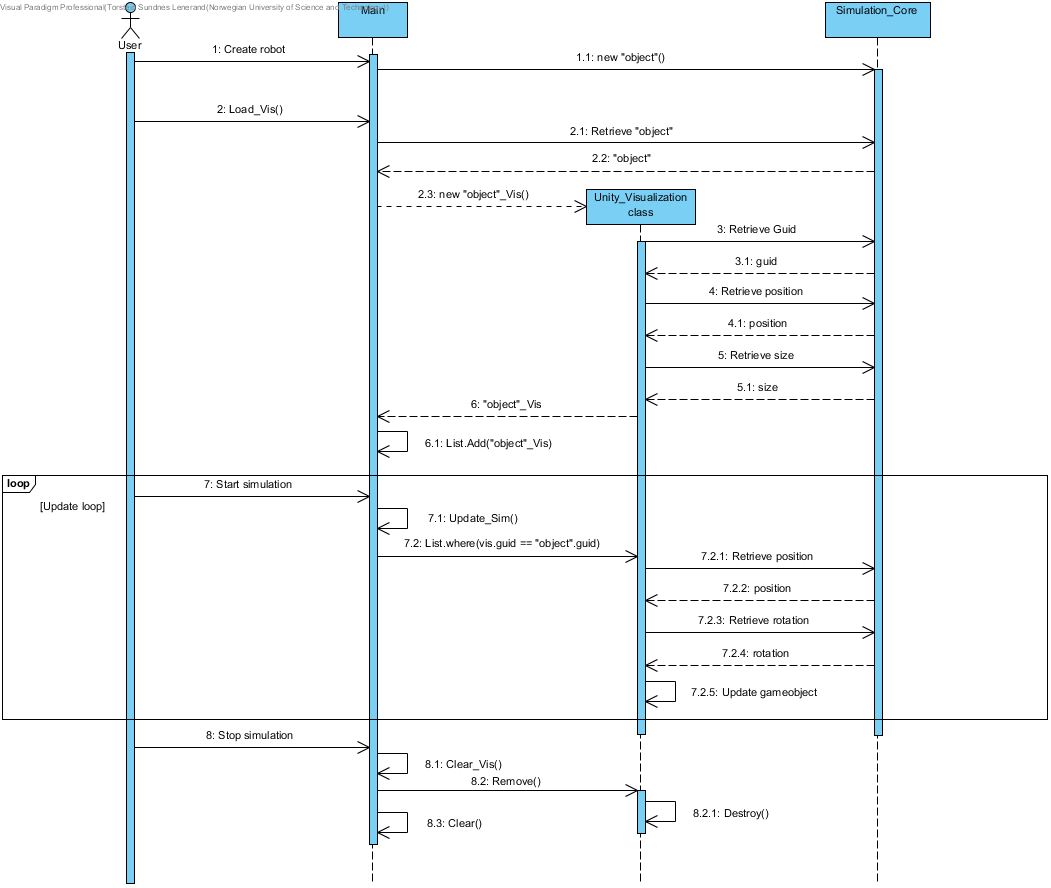 Visual Paradigm Professional(Torstein Sundnes Lenerand(Norwegian University of Science and Technology))
Main
Simulation_Core
User
1: Create robot
1.1: new "object"()
2: Load_Vis()
2.1: Retrieve "object"
2.2: "object"
2.3: new "object"_Vis()
Unity_Visualization
class
3: Retrieve Guid
3.1: guid
4: Retrieve position
4.1: position
5: Retrieve size
5.1: size
6: "object"_Vis
6.1: List.Add("object"_Vis)
loop
7: Start simulation
[Update loop]
7.1: Update_Sim()
7.2: List.where(vis.guid == "object".guid)
7.2.1: Retrieve position
7.2.2: position
7.2.3: Retrieve rotation
7.2.4: rotation
7.2.5: Update gameobject
8: Stop simulation
8.1: Clear_Vis()
8.2: Remove()
8.2.1: Destroy()
8.3: Clear()